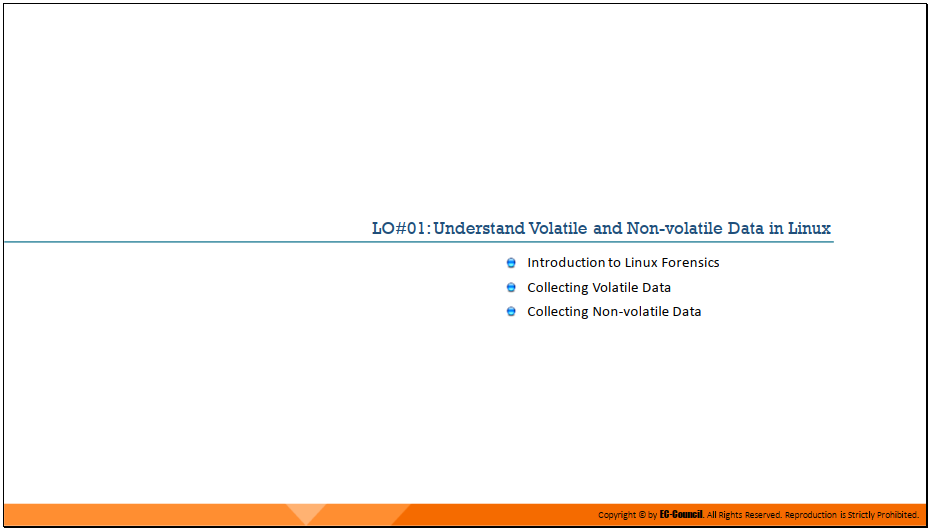 LO#01: Understand Volatile and Non-volatile Data in Linux
Introduction to Linux Forensics
Collecting Volatile Data
Collecting Non-volatile Data
Copyright © by EC-Council. All Rights Reserved. Reproduction is Strictly Prohibited.